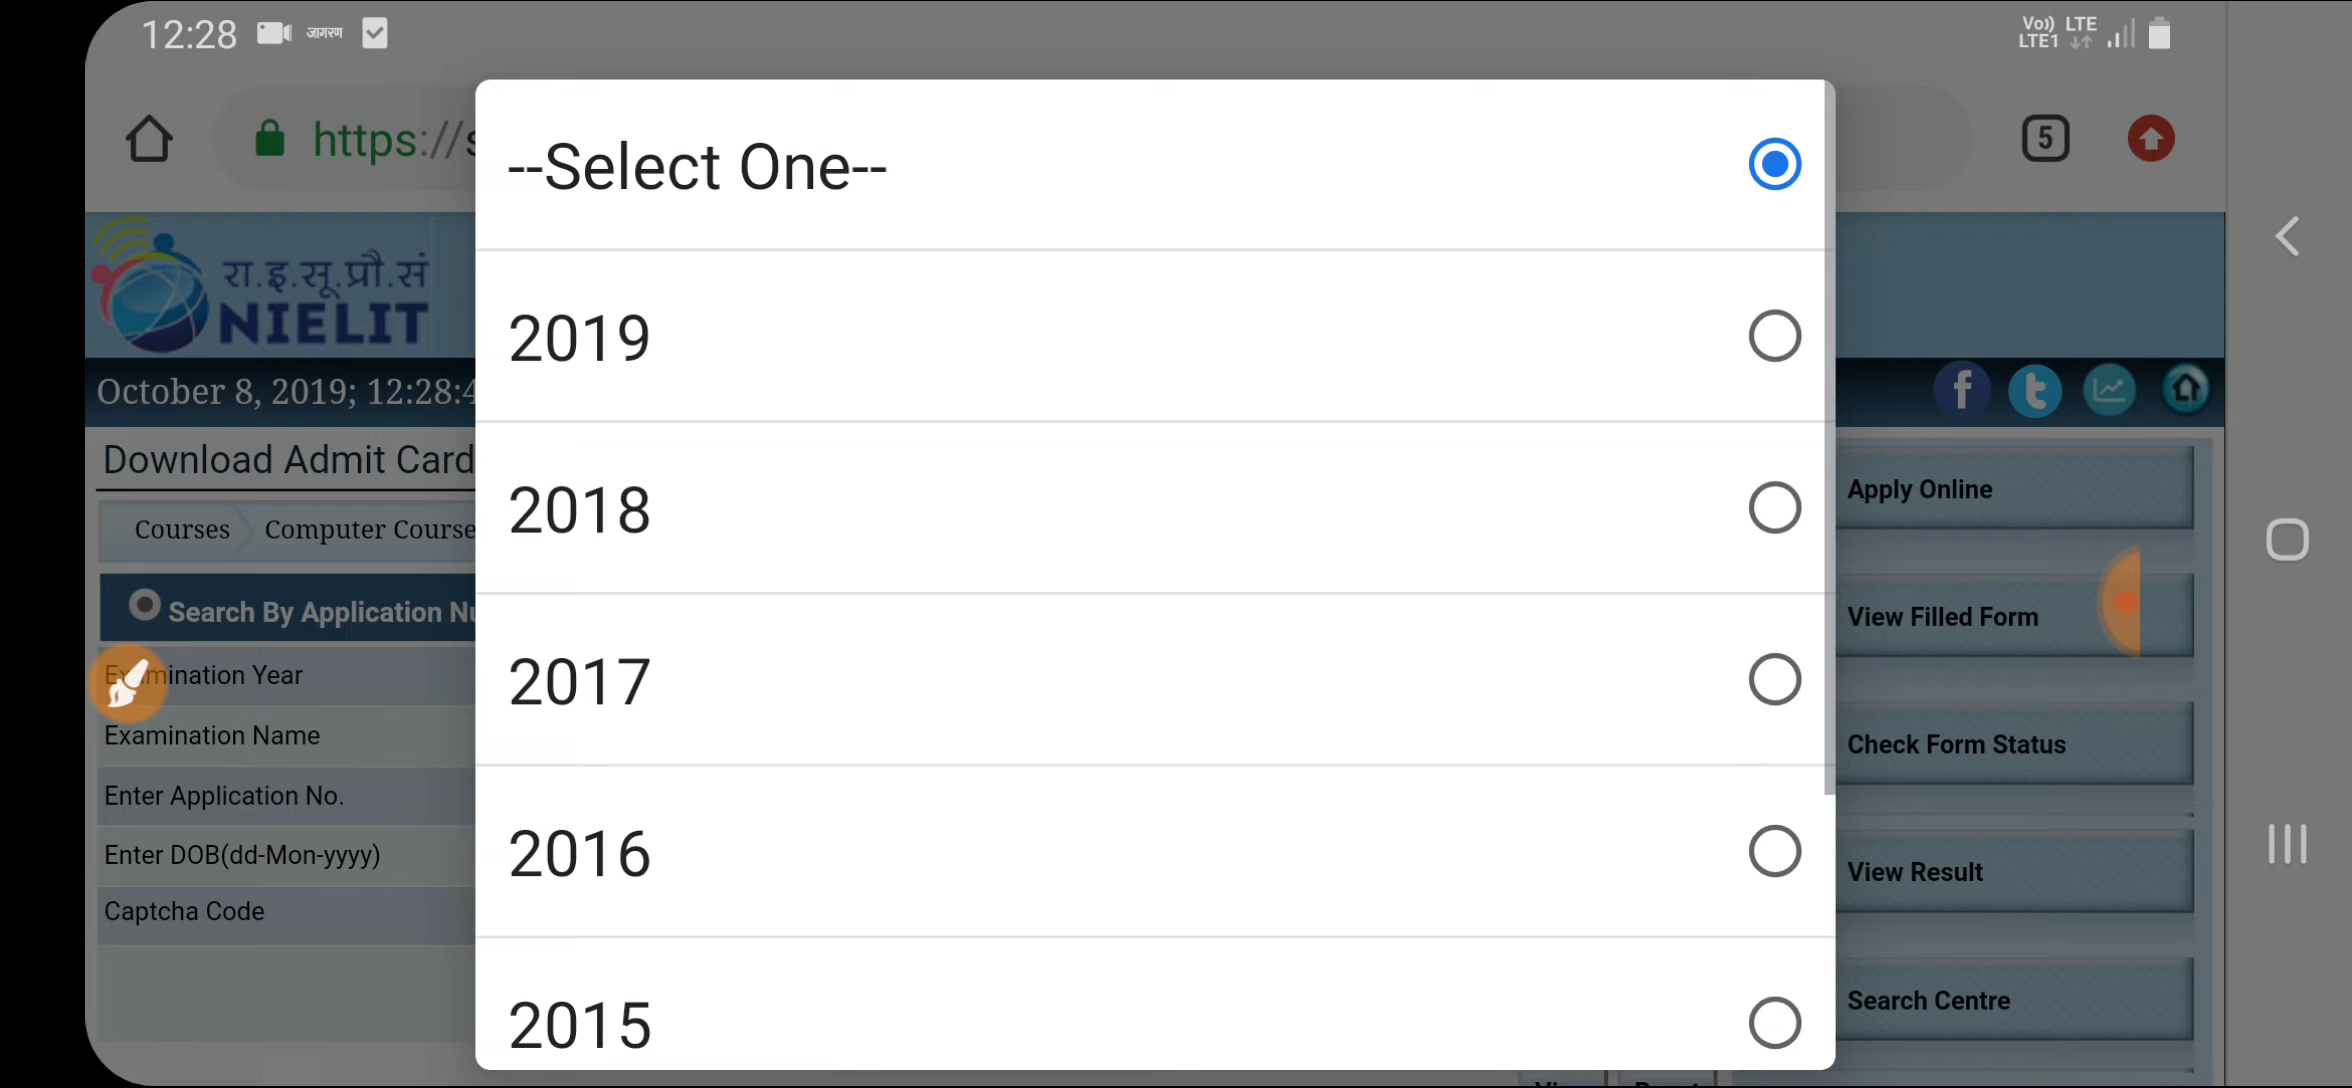 12:28 जागरण Vo)) LTE
LTE1
https://
5
--Select One--
2019
2018
2017
2016
2015
रा.इ.सू.प्रौ.सं
NIELIT
October 8, 2019; 12:28:4
Download Admit Card
Courses Computer Course
Search By Application
Examination Year
Examination Name
Enter Application No.
Enter DOB(dd-Mon-yyyy)
Captcha Code
Apply Online
View Filled Form
Check Form Status
View Result
Search Centre